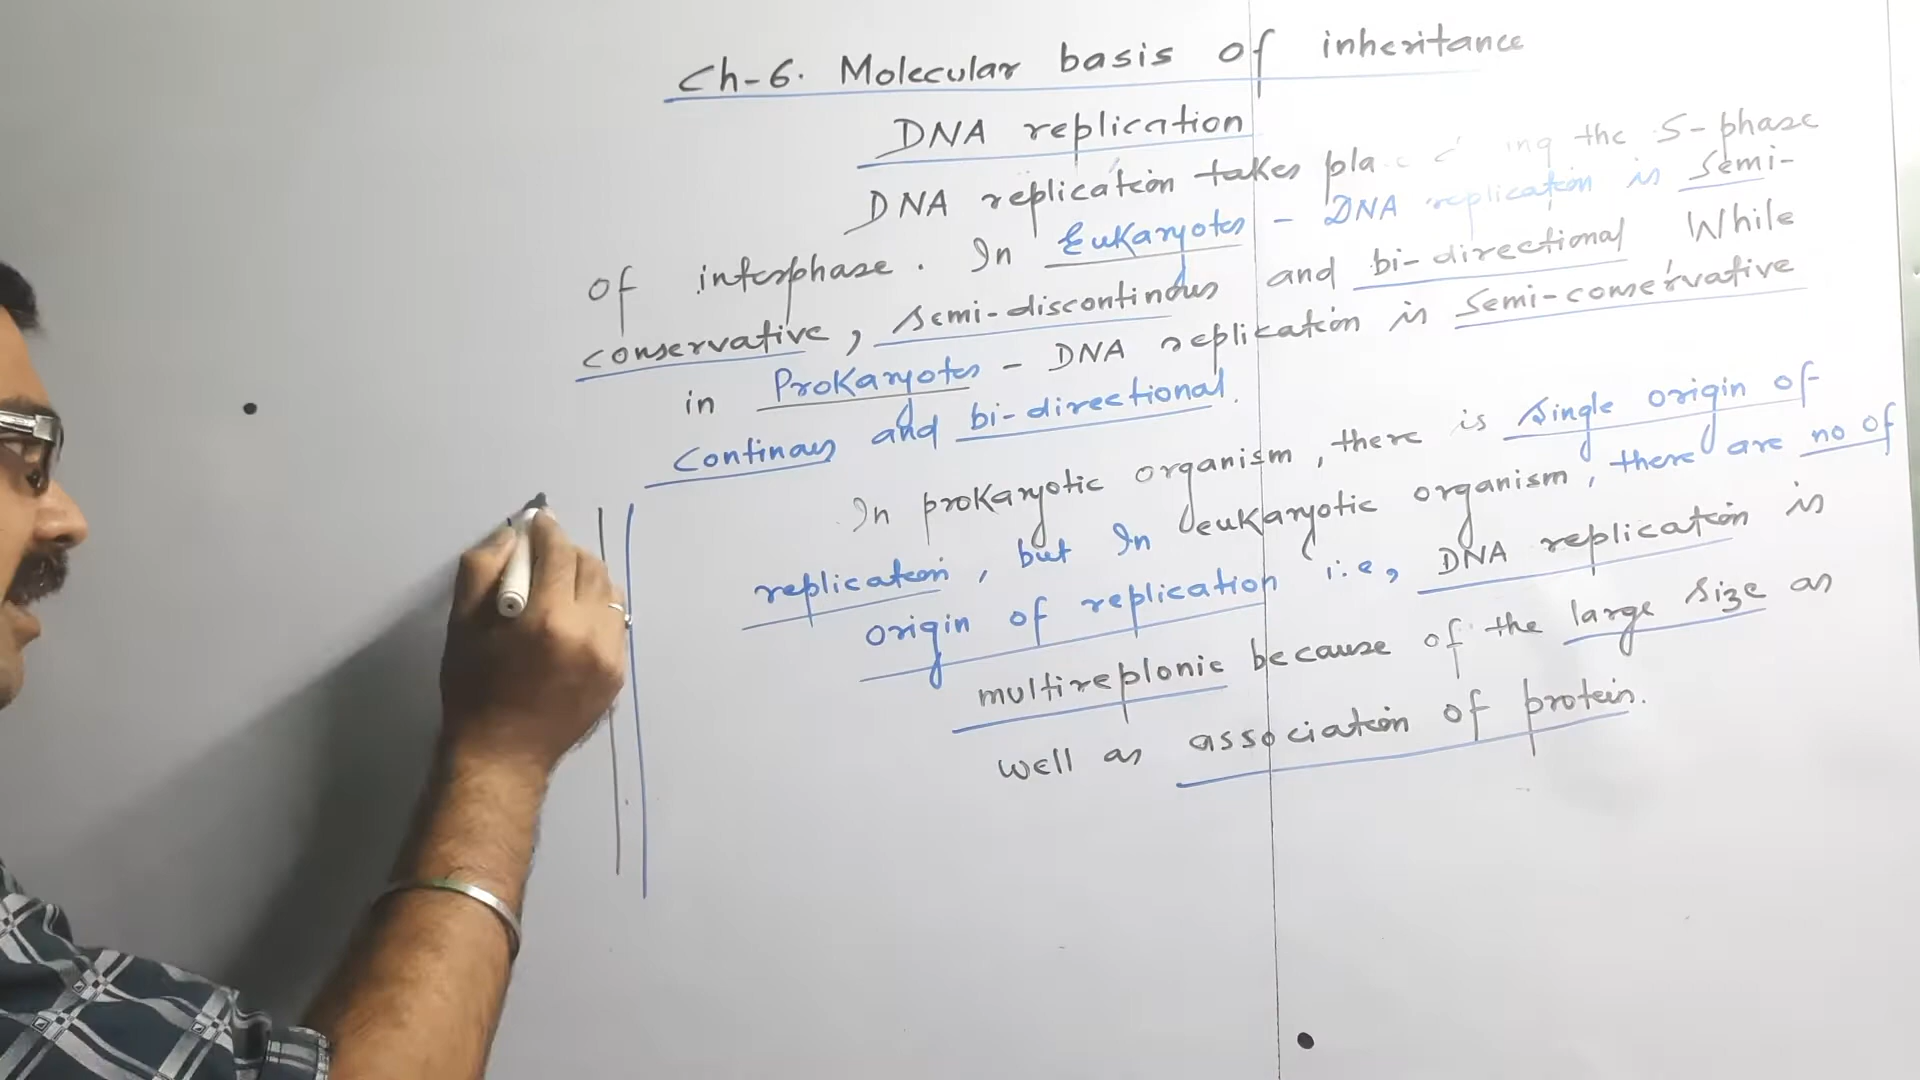 Ch-6. Molecular basis of inheritance
DNA replication
DNA replication takes pla the S-phase
of interphase. In Eukaryotes - DNA replication is Semi-
conservative, semi-discontinous and bi-directional While
in Prokaryotes - DNA replication is Semi-conservative
Continous and bi-directional.
In prokaryotic organism, there is single origin of
replication, but In eukaryotic organism, there are no of
origin of replication i.e, DNA replication is
multireplonic because of the large size as
well as association of protein.